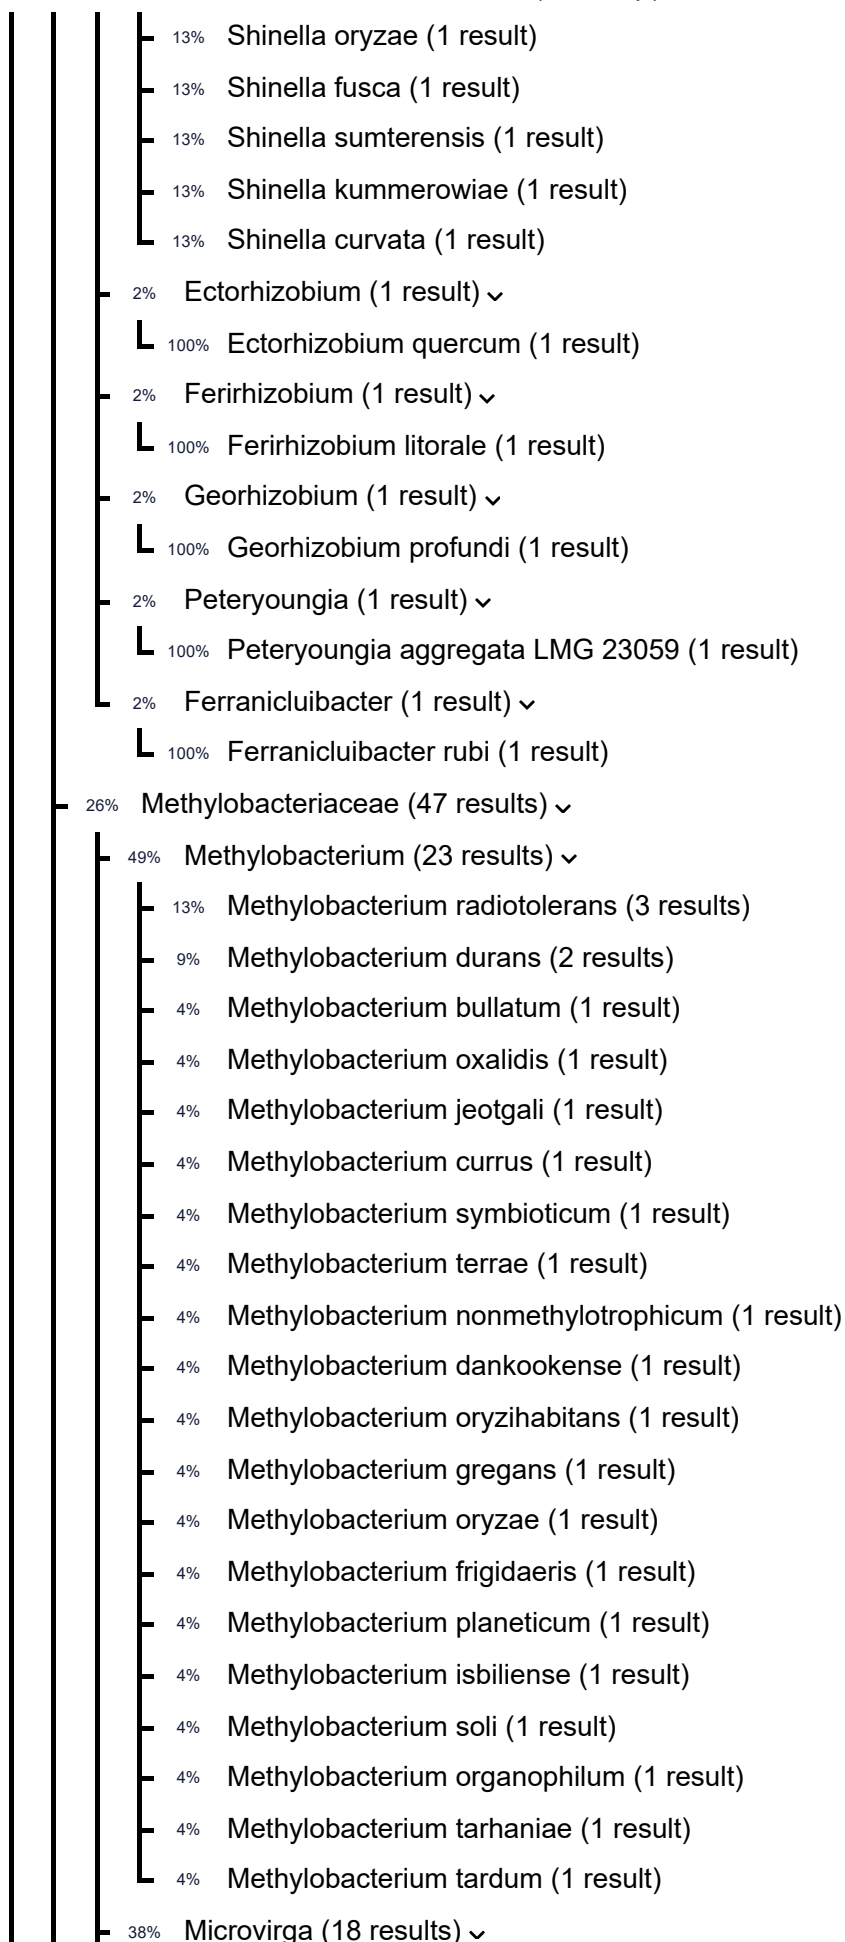 13% Shinella oryzae (1 result)
13% Shinella fusca (1 result)
13% Shinella sumterensis (1 result)
13% Shinella kummerowiae (1 result)
13% Shinella curvata (1 result)
2% Ectorhizobium (1 result)
100% Ectorhizobium quercum (1 result)
2% Ferirhizobium (1 result)
100% Ferirhizobium litorale (1 result)
2% Georhizobium (1 result)
100% Georhizobium profundi (1 result)
2% Peteryoungia (1 result)
100% Peteryoungia aggregata LMG 23059 (1 result)
2% Ferranicluibacter (1 result)
100% Ferranicluibacter rubi (1 result)
26% Methylobacteriaceae (47 results)
49% Methylobacterium (23 results)
13% Methylobacterium radiotolerans (3 results)
9% Methylobacterium durans (2 results)
4% Methylobacterium bullatum (1 result)
4% Methylobacterium oxalidis (1 result)
4% Methylobacterium jeotgali (1 result)
4% Methylobacterium currus (1 result)
4% Methylobacterium symbioticum (1 result)
4% Methylobacterium terrae (1 result)
4% Methylobacterium nonmethylotrophicum (1 result)
4% Methylobacterium dankookense (1 result)
4% Methylobacterium oryzihabitans (1 result)
4% Methylobacterium gregans (1 result)
4% Methylobacterium oryzae (1 result)
4% Methylobacterium frigidaeris (1 result)
4% Methylobacterium planeticum (1 result)
4% Methylobacterium isbiliense (1 result)
4% Methylobacterium soli (1 result)
4% Methylobacterium organophilum (1 result)
4% Methylobacterium tarhaniae (1 result)
4% Methylobacterium tardum (1 result)
38% Microvirga (18 results)